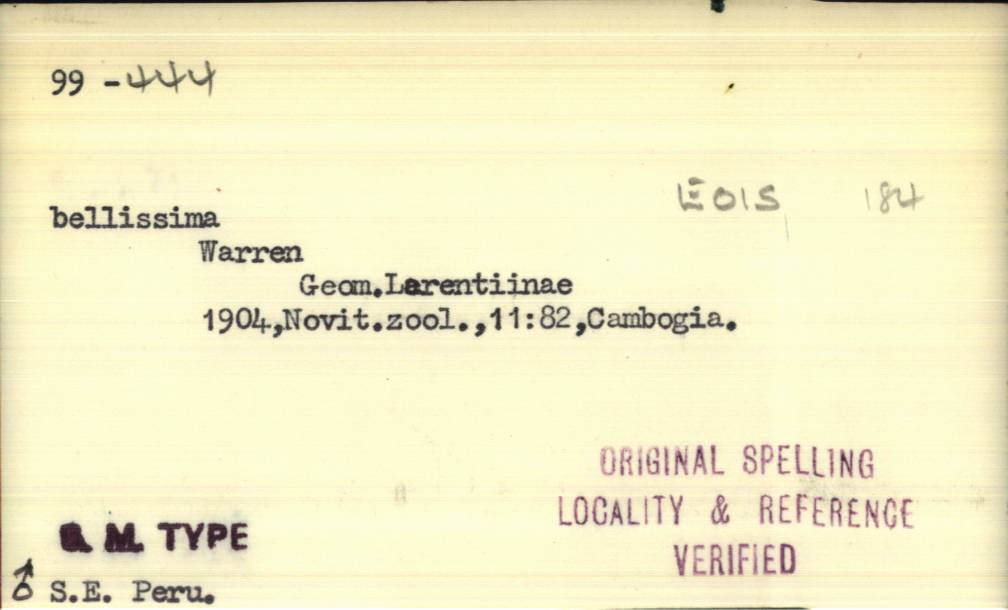 99 -444
EOIS 184
bellissima
Warren
Geom.Larentiinae
1904,Novit.zool.,11:82,Cambogia.
ORIGINAL SPELLING
LOCALITY & REFERENCE
VERIFIED
B. M. TYPE
♂ S.E. Peru.